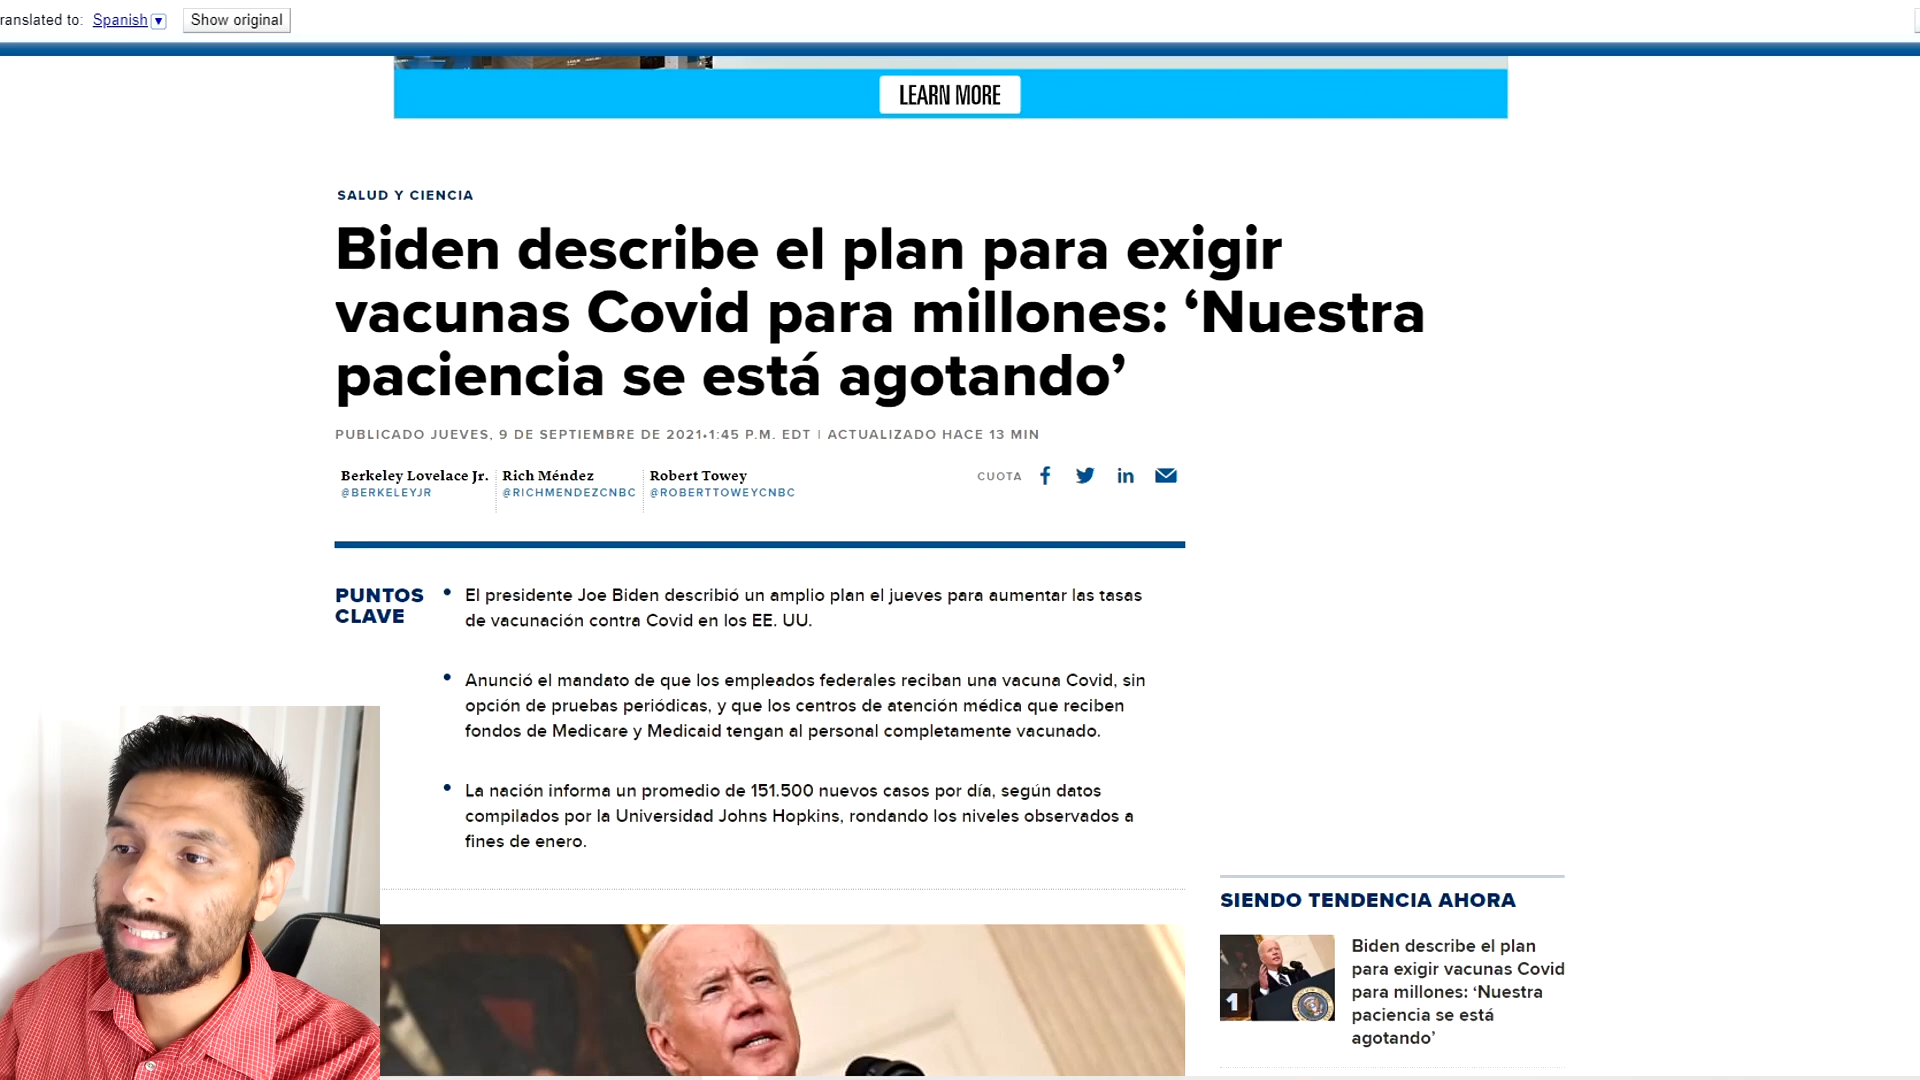 ranslated to: Spanish Show original
LEARN MORE
SALUD Y CIENCIA
Biden describe el plan para exigir
vacunas Covid para millones: ‘Nuestra
paciencia se está agotando’
PUBLICADO JUEVES, 9 DE SEPTIEMBRE DE 2021•1:45 P.M. EDT | ACTUALIZADO HACE 13 MIN
Berkeley Lovelace Jr. Rich Méndez Robert Towey
@BERKELEYJR @RICHMENDEZCNBC @ROBERTTOWEYCNBC
CUOTA
PUNTOS
CLAVE
El presidente Joe Biden describió un amplio plan el jueves para aumentar las tasas
de vacunación contra Covid en los EE. UU.
Anunció el mandato de que los empleados federales reciban una vacuna Covid, sin
opción de pruebas periódicas, y que los centros de atención médica que reciben
fondos de Medicare y Medicaid tengan al personal completamente vacunado.
La nación informa un promedio de 151.500 nuevos casos por día, según datos
compilados por la Universidad Johns Hopkins, rondando los niveles observados a
fines de enero.
SIENDO TENDENCIA AHORA
1
Biden describe el plan
para exigir vacunas Covid
para millones: ‘Nuestra
paciencia se está
agotando’